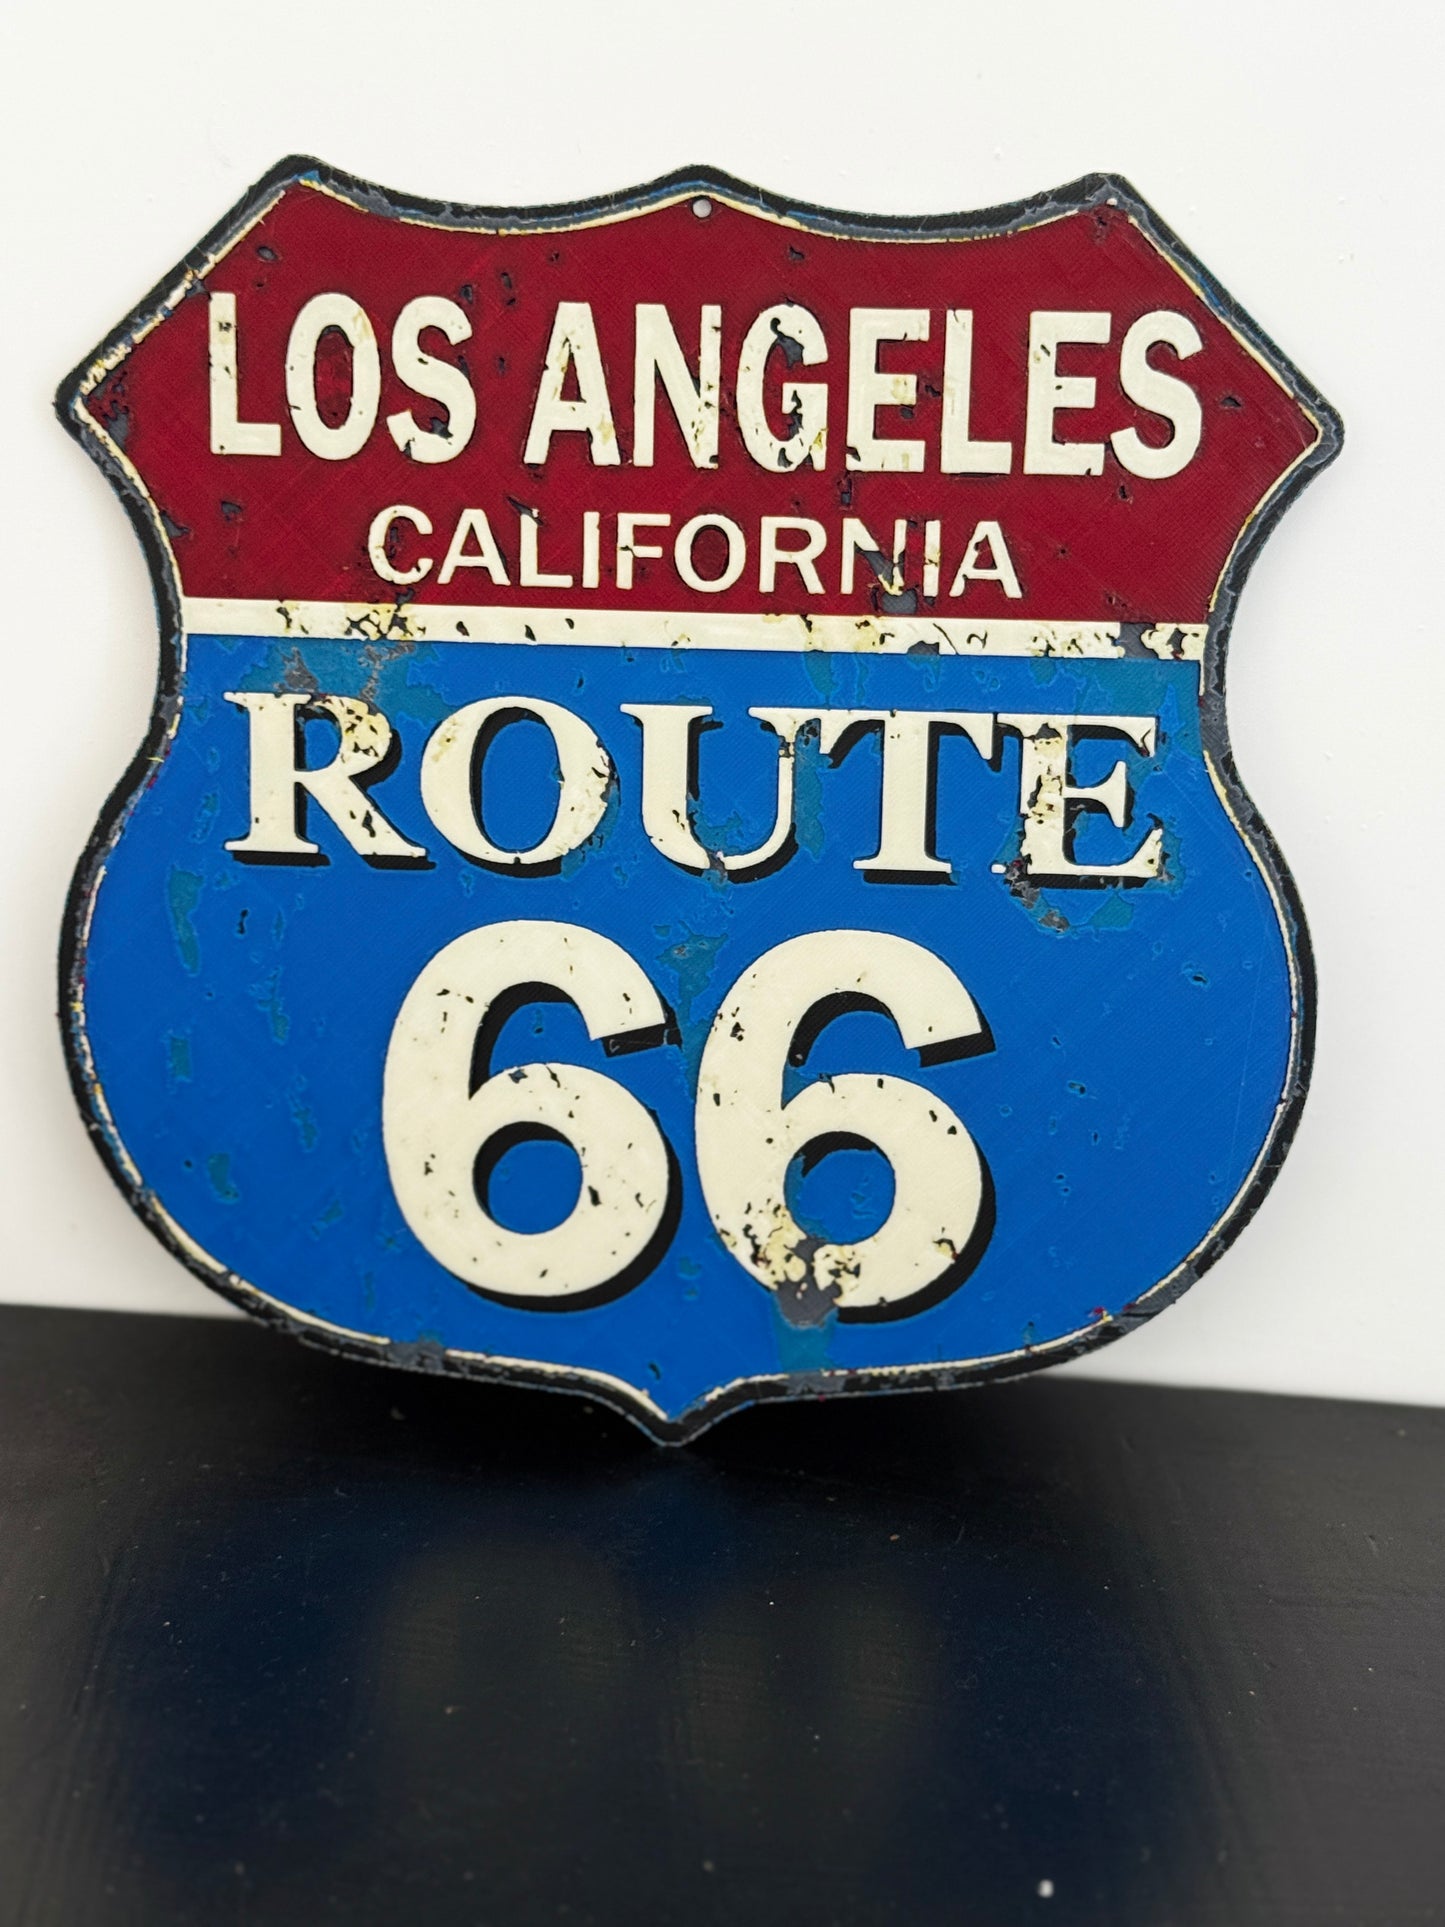 LOS ANGELES
CALIFORNIA
ROUTE
66